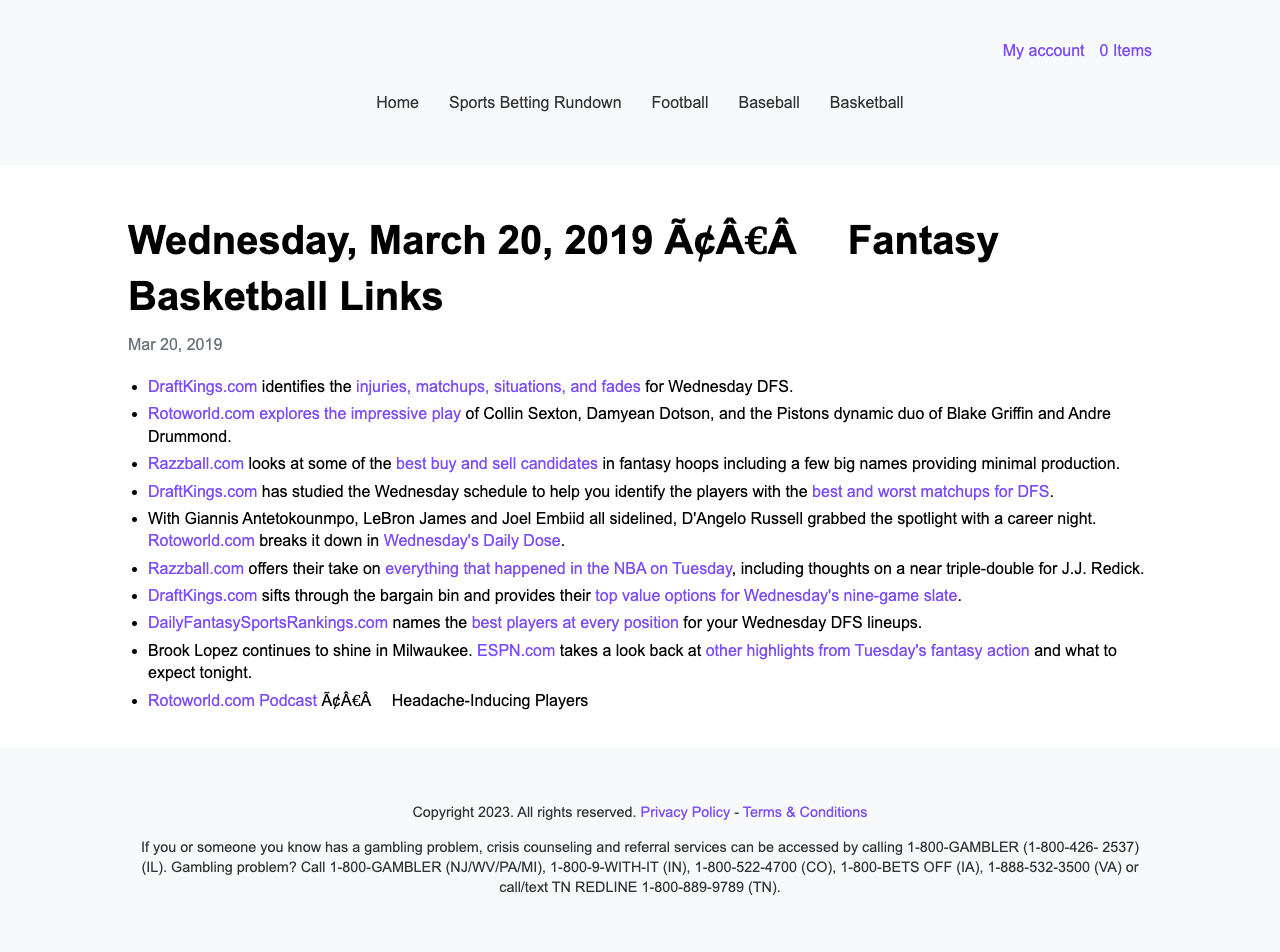 My account 0 Items
Home Sports Betting Rundown Football Baseball Basketball
Wednesday, March 20, 2019 Ã¢Â€Â Fantasy
Basketball Links
Mar 20, 2019
• DraftKings.com identifies the injuries, matchups, situations, and fades for Wednesday DFS.
• Rotoworld.com explores the impressive play of Collin Sexton, Damyean Dotson, and the Pistons dynamic duo of Blake Griffin and Andre
Drummond.
• Razzball.com looks at some of the best buy and sell candidates in fantasy hoops including a few big names providing minimal production.
• DraftKings.com has studied the Wednesday schedule to help you identify the players with the best and worst matchups for DFS.
• With Giannis Antetokounmpo, LeBron James and Joel Embiid all sidelined, D'Angelo Russell grabbed the spotlight with a career night.
Rotoworld.com breaks it down in Wednesday's Daily Dose.
• Razzball.com offers their take on everything that happened in the NBA on Tuesday, including thoughts on a near triple-double for J.J. Redick.
• DraftKings.com sifts through the bargain bin and provides their top value options for Wednesday's nine-game slate.
• DailyFantasySportsRankings.com names the best players at every position for your Wednesday DFS lineups.
• Brook Lopez continues to shine in Milwaukee. ESPN.com takes a look back at other highlights from Tuesday's fantasy action and what to
expect tonight.
• Rotoworld.com Podcast Ã¢Â€Â Headache-Inducing Players
Copyright 2023. All rights reserved. Privacy Policy - Terms & Conditions
If you or someone you know has a gambling problem, crisis counseling and referral services can be accessed by calling 1-800-GAMBLER (1-800-426- 2537)
(IL). Gambling problem? Call 1-800-GAMBLER (NJ/WV/PA/MI), 1-800-9-WITH-IT (IN), 1-800-522-4700 (CO), 1-800-BETS OFF (IA), 1-888-532-3500 (VA) or
call/text TN REDLINE 1-800-889-9789 (TN).